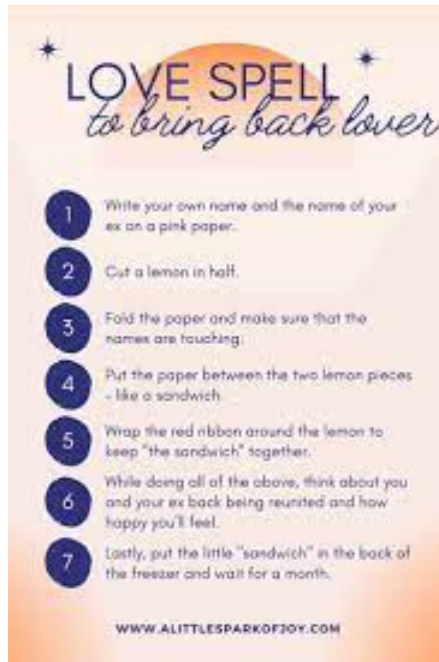 LOVE SPELL
to bring back lover
1
Write your own name and the name of your
ex on a pink paper.
2
Cut a lemon in half.
3
Fold the paper and make sure that the
names are touching.
4
Put the paper between the two lemon pieces
- like a sandwich.
5
Wrap the red ribbon around the lemon to
keep "the sandwich" together.
6
While doing all of the above, think about you
and your ex back being reunited and how
happy you'll feel.
7
Lastly, put the little "sandwich" in the back of
the freezer and wait for a month.
WWW.ALITTLESPARKOFJOY.COM